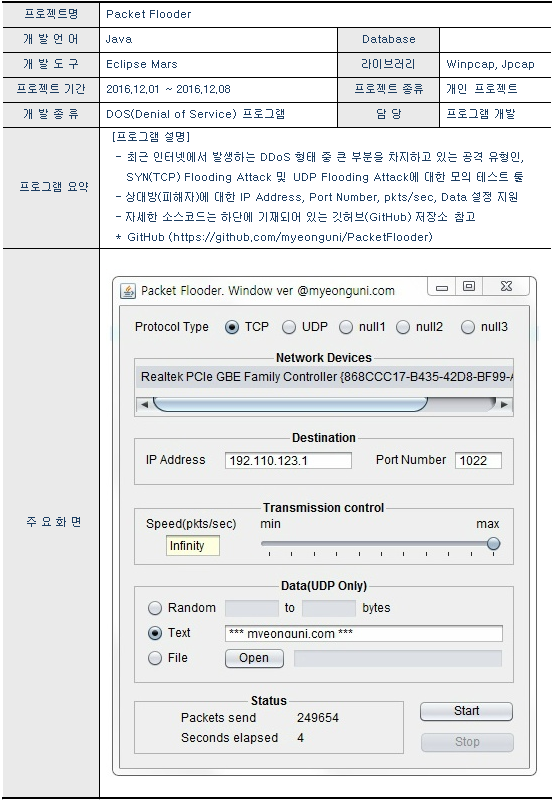 프로젝트명 Packet Flooder
개 발 언 어 Java Database
개 발 도 구 Eclipse Mars 라이브러리 Winpcap, Jpcap
프로젝트 기간 2016,12,01 ~ 2016,12,08 프로젝트 종류 개인 프로젝트
개 발 종 류 DOS(Denial of Service) 프로그램 담 당 프로그램 개발
프로그램 요약
[프로그램 설명]
- 최근 인터넷에서 발생하는 DDoS 형태 중 큰 부분을 차지하고 있는 공격 유형인,
SYN(TCP) Flooding Attack 및 UDP Flooding Attack에 대한 모의 테스트 툴
- 상대방(피해자)에 대한 IP Address, Port Number, pkts/sec, Data 설정 지원
- 자세한 소스코드는 하단에 기재되어 있는 깃허브(GitHub) 저장소 참고
* GitHub (https://github,com/myeonguni/PacketFlooder)
주 요 화 면
Packet Flooder. Window ver @myeonguni.com
Protocol Type TCP UDP null1 null2 null3
Network Devices
Realtek PCIe GBE Family Controller {868CCC17-B435-42D8-BF99-
Destination
IP Address 192.110.123.1 Port Number 1022
Transmission control
Speed(pkts/sec) min max
Infinity
Data(UDP Only)
Random to bytes
Text *** myeonguni.com ***
File Open
Status
Packets send 249654
Seconds elapsed 4
Start
Stop